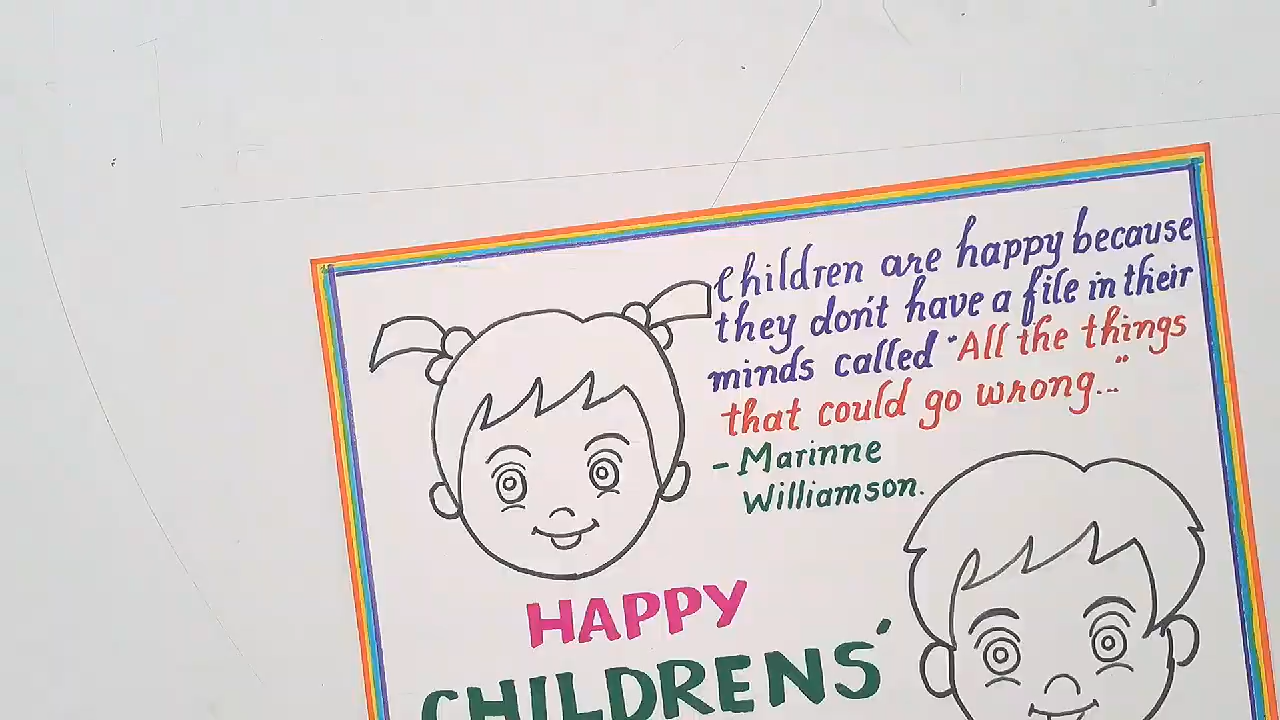 Children are happy because
they don't have a file in their
minds called "All the things
that could go wrong..."
- Marinne
Williamson.
HAPPY
CHILDRENS'